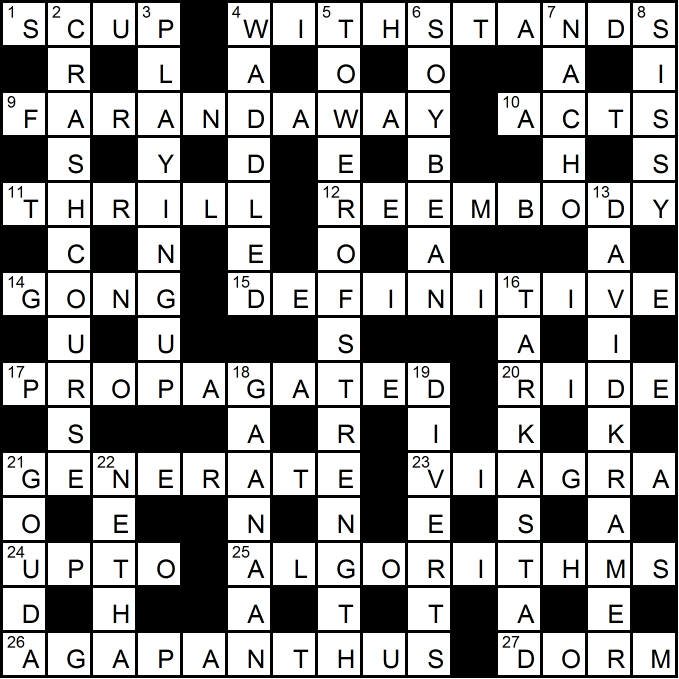 1 S 2 C U 3 P 4 W I 5 T H 6 S T A 7 N D 8 S
R L A O O A I
9 F A R A N D A W A Y 10 A C T S
S Y D E B H S
11 T H R I L L 12 R E E M B O 13 D Y
C N E O A A
14 G O N G 15 D E F I N I 16 T I V E
U U S A I
17 P R O P A 18 G A T E 19 D 20 R I D E
S A R I K K
21 G E 22 N E R A T E 23 V I A G R A
O E N N E S A
24 U P T O 25 A L G O R I T H M S
D H A T T A E
26 A G A P A N T H U S 27 D O R M